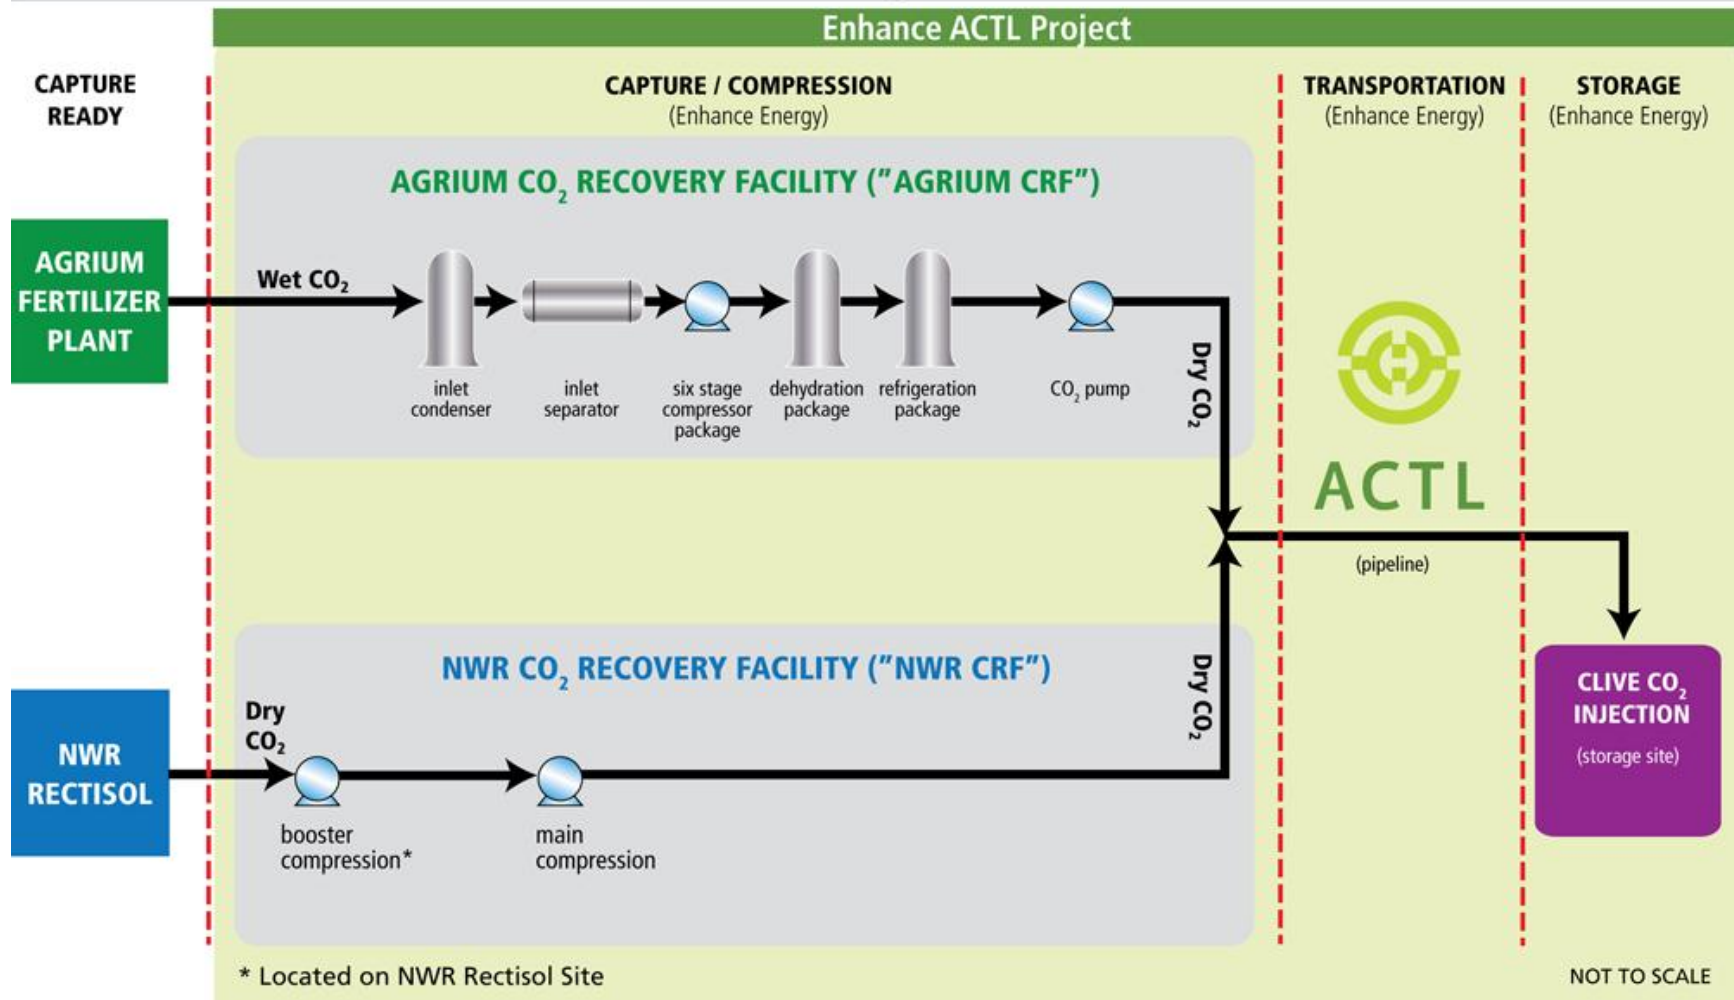 Enhance ACTL Project
CAPTURE
READY
CAPTURE / COMPRESSION
(Enhance Energy)
TRANSPORTATION
(Enhance Energy)
STORAGE
(Enhance Energy)
AGRIUM CO₂ RECOVERY FACILITY ("AGRIUM CRF")
AGRIUM
FERTILIZER
PLANT
Wet CO₂
inlet
condenser
inlet
separator
six stage
compressor
package
dehydration
package
refrigeration
package
CO₂ pump
Dry CO₂
ACTL
(pipeline)
NWR CO₂ RECOVERY FACILITY ("NWR CRF")
NWR
RECTISOL
Dry
CO₂
booster
compression*
main
compression
Dry CO₂
CLIVE CO₂
INJECTION
(storage site)
* Located on NWR Rectisol Site
NOT TO SCALE